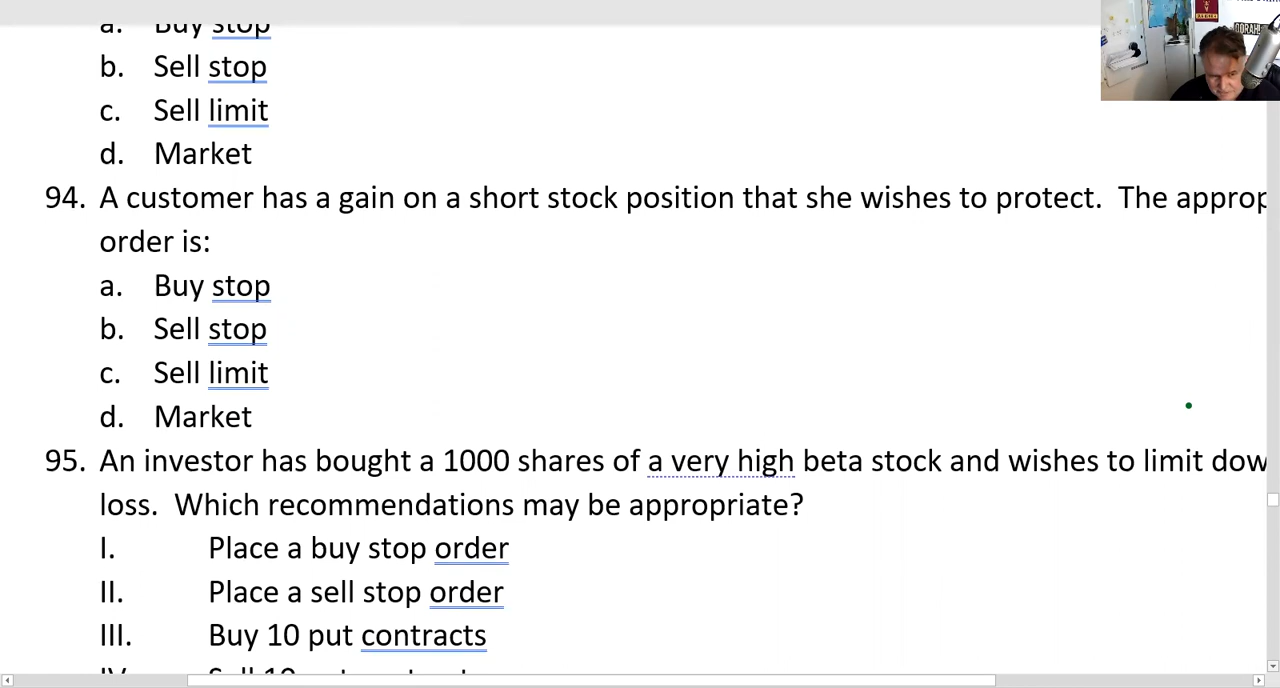 a. Buy stop
b. Sell stop
c. Sell limit
d. Market
94. A customer has a gain on a short stock position that she wishes to protect. The approp
order is:
a. Buy stop
b. Sell stop
c. Sell limit
d. Market
95. An investor has bought a 1000 shares of a very high beta stock and wishes to limit dow
loss. Which recommendations may be appropriate?
I. Place a buy stop order
II. Place a sell stop order
III. Buy 10 put contracts
OORAH!